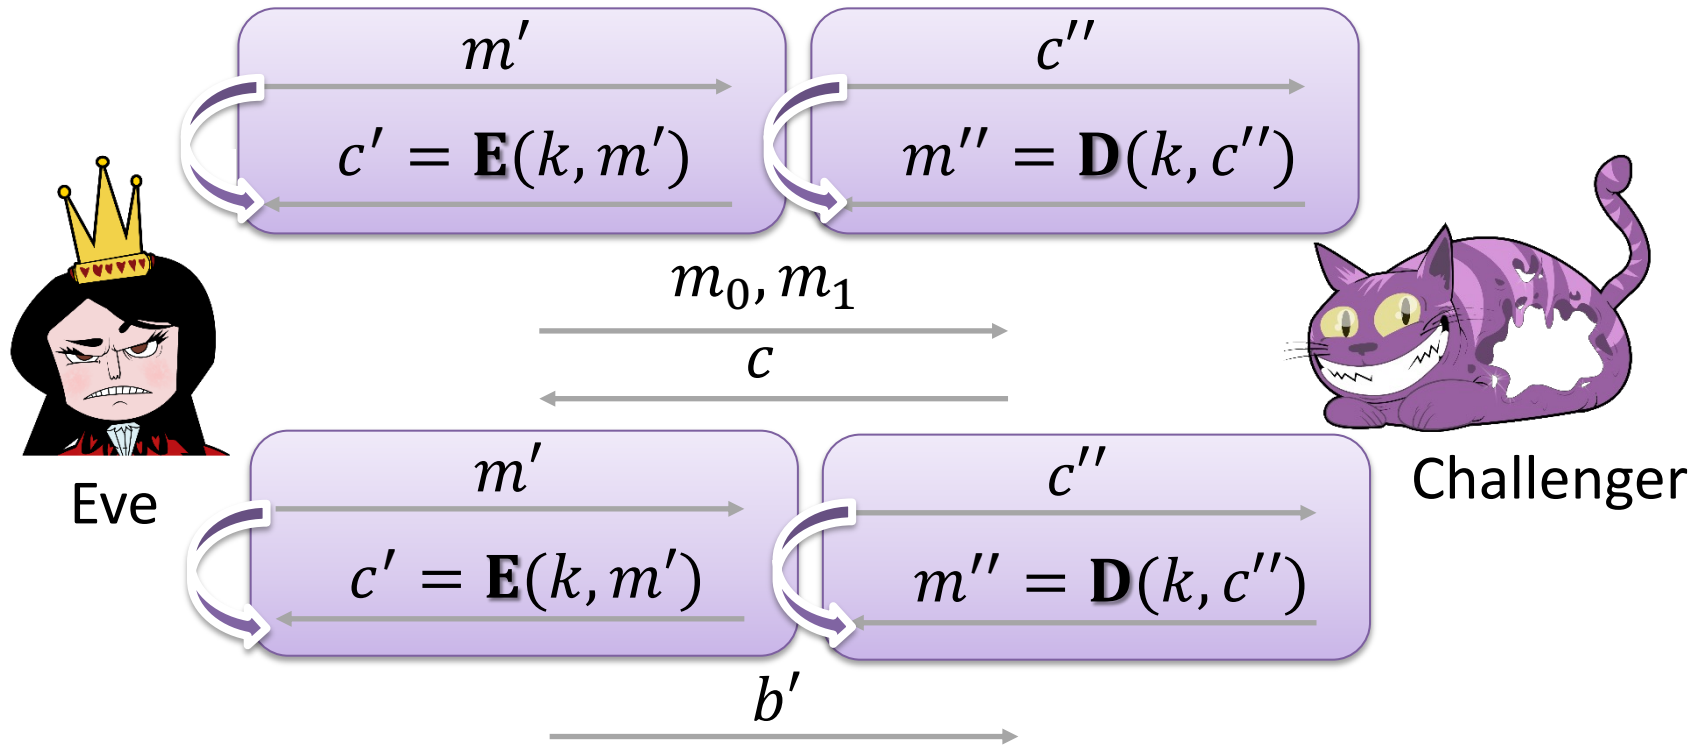 m′
c′ = E(k, m′)
c′′
m′′ = D(k, c′′)
m₀, m₁
c
m′
c′ = E(k, m′)
c′′
m′′ = D(k, c′′)
Eve
Challenger
b′